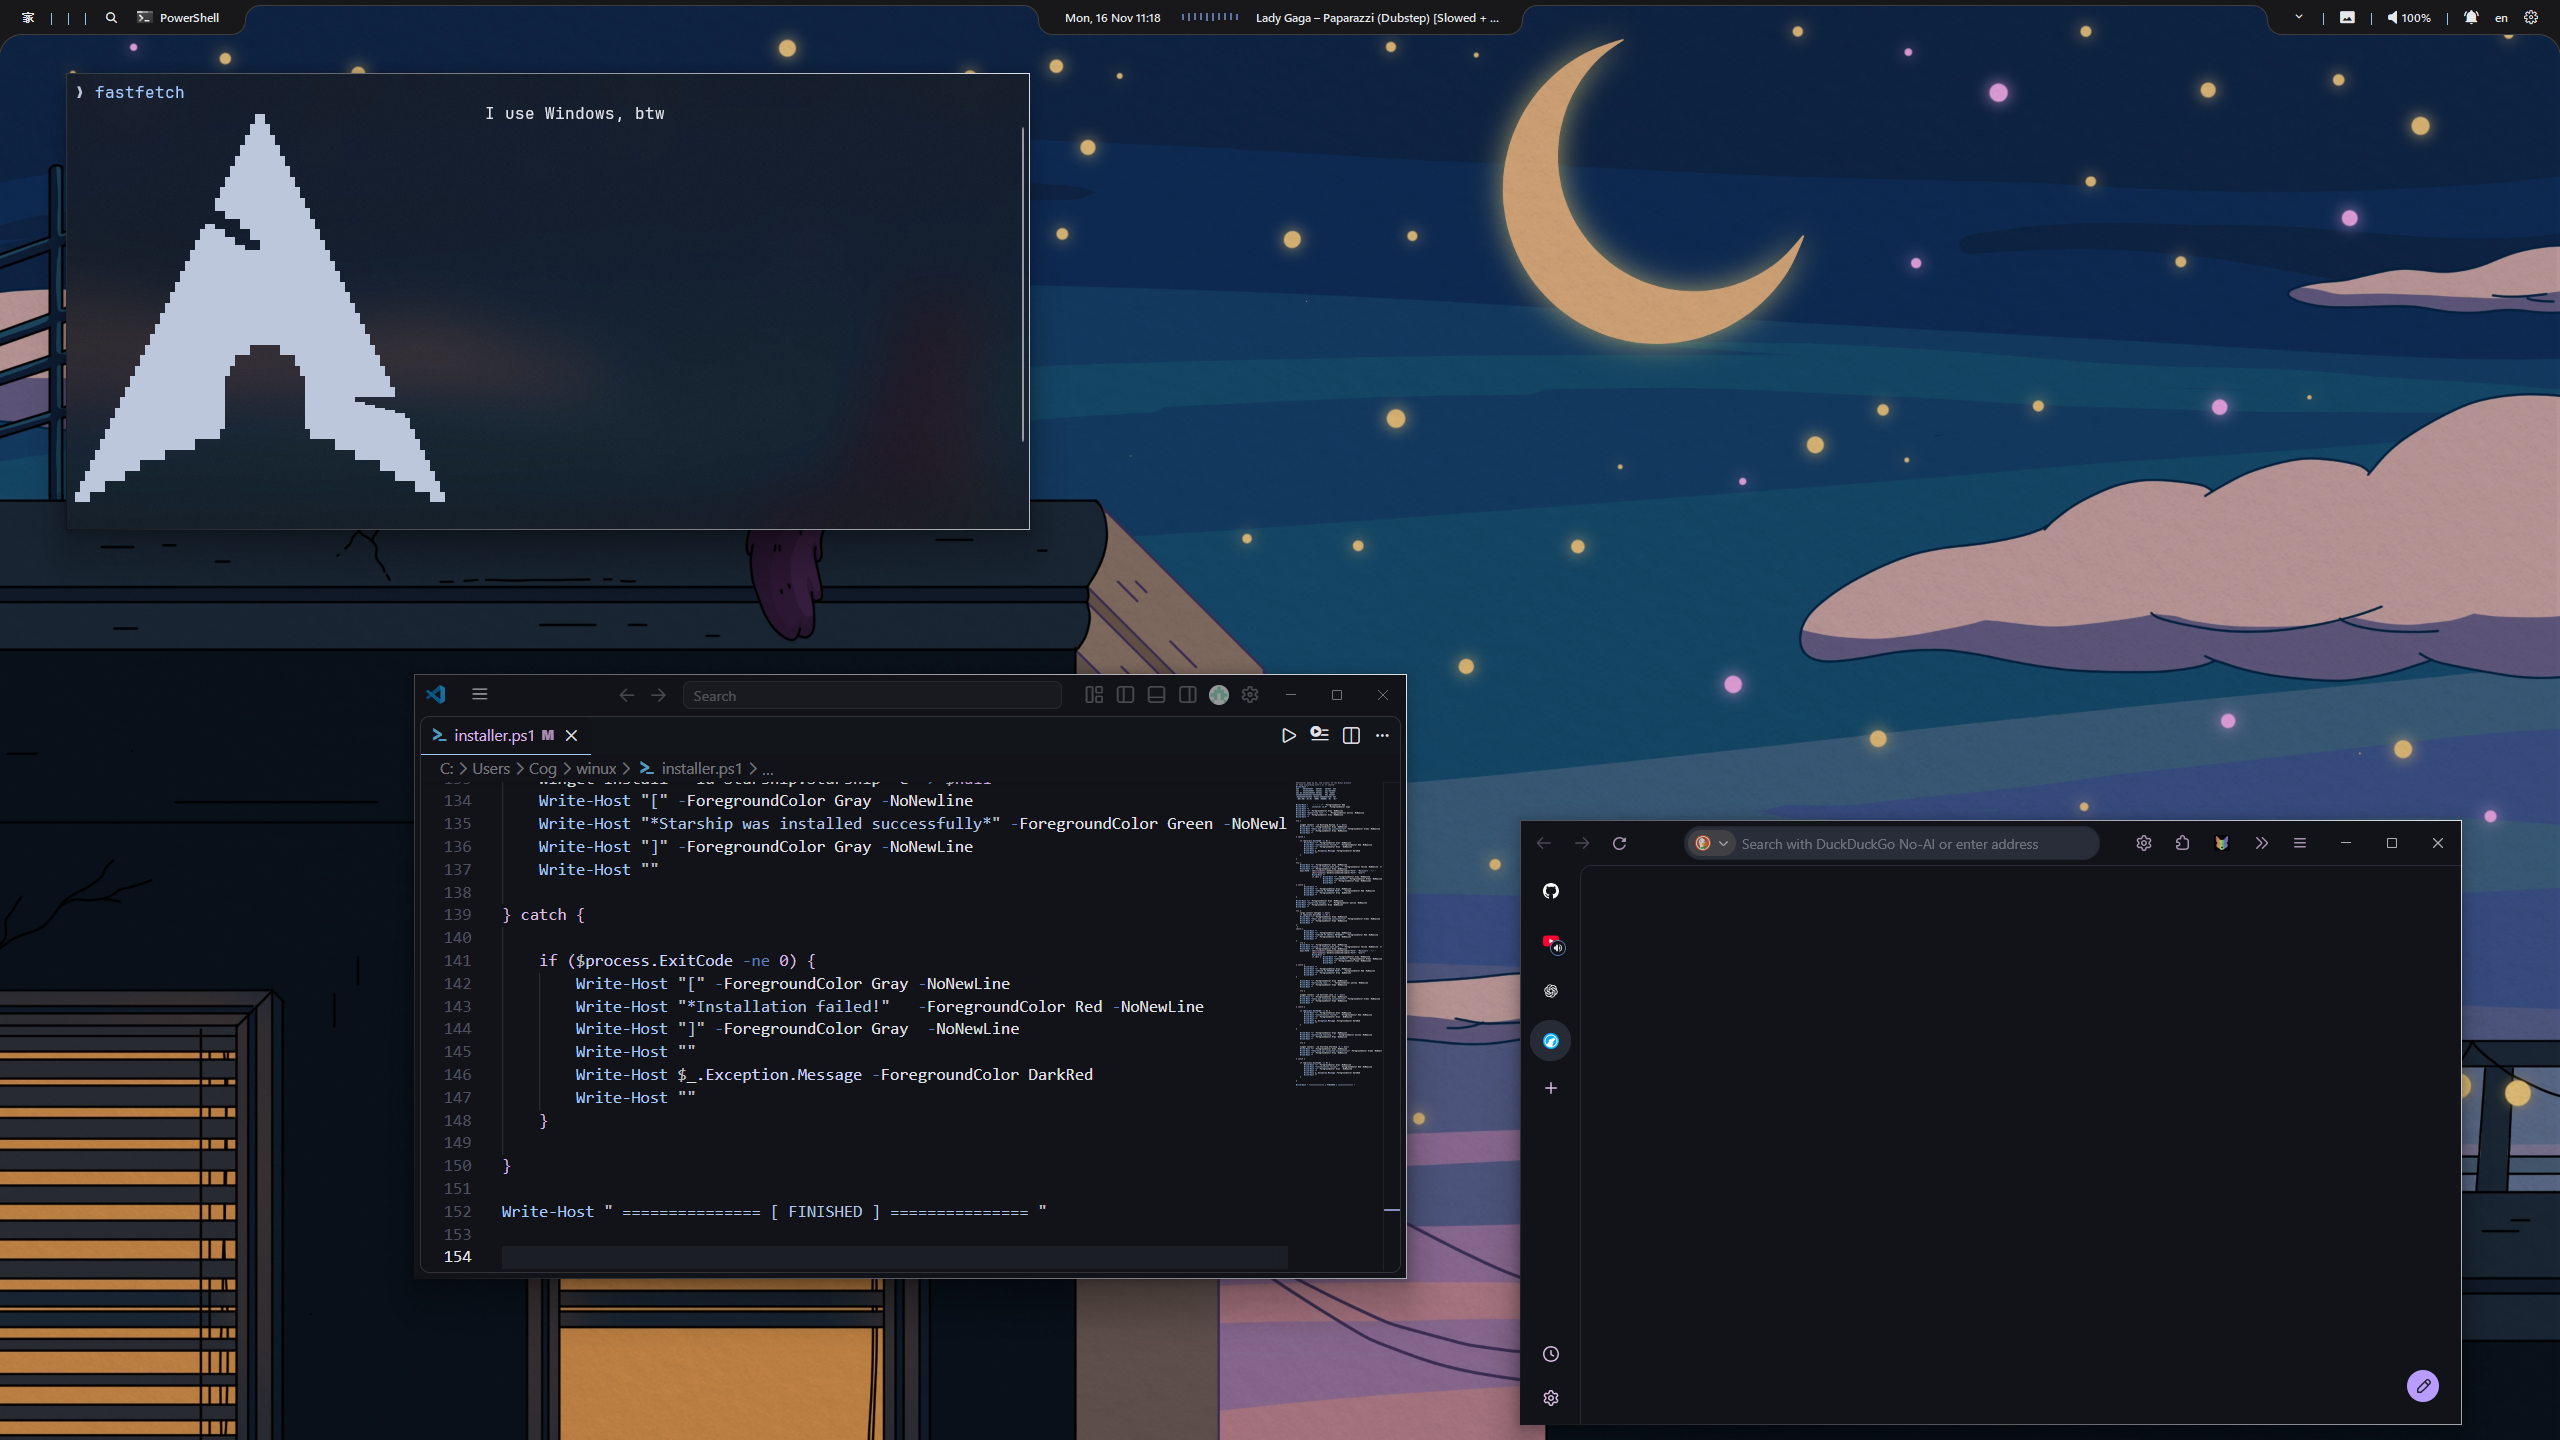 家 | | | PowerShell
Mon, 16 Nov 11:18 Lady Gaga – Paparazzi (Dubstep) [Slowed + ...
| | 100% | en
❯ fastfetch
I use Windows, btw
Search
installer.ps1 M
C: > Users > Cog > winux > installer.ps1 > ...
134 Write-Host "[" -ForegroundColor Gray -NoNewline
135 Write-Host "*Starship was installed successfully*" -ForegroundColor Green -NoNewl
136 Write-Host "]" -ForegroundColor Gray -NoNewLine
137 Write-Host ""
138
139 } catch {
140
141 if ($process.ExitCode -ne 0) {
142 Write-Host "[" -ForegroundColor Gray -NoNewLine
143 Write-Host "*Installation failed!"   -ForegroundColor Red -NoNewLine
144 Write-Host "]" -ForegroundColor Gray  -NoNewLine
145 Write-Host ""
146 Write-Host $_.Exception.Message -ForegroundColor DarkRed
147 Write-Host ""
148 }
149
150 }
151
152 Write-Host " =============== [ FINISHED ] =============== "
153
154
Search with DuckDuckGo No-AI or enter address